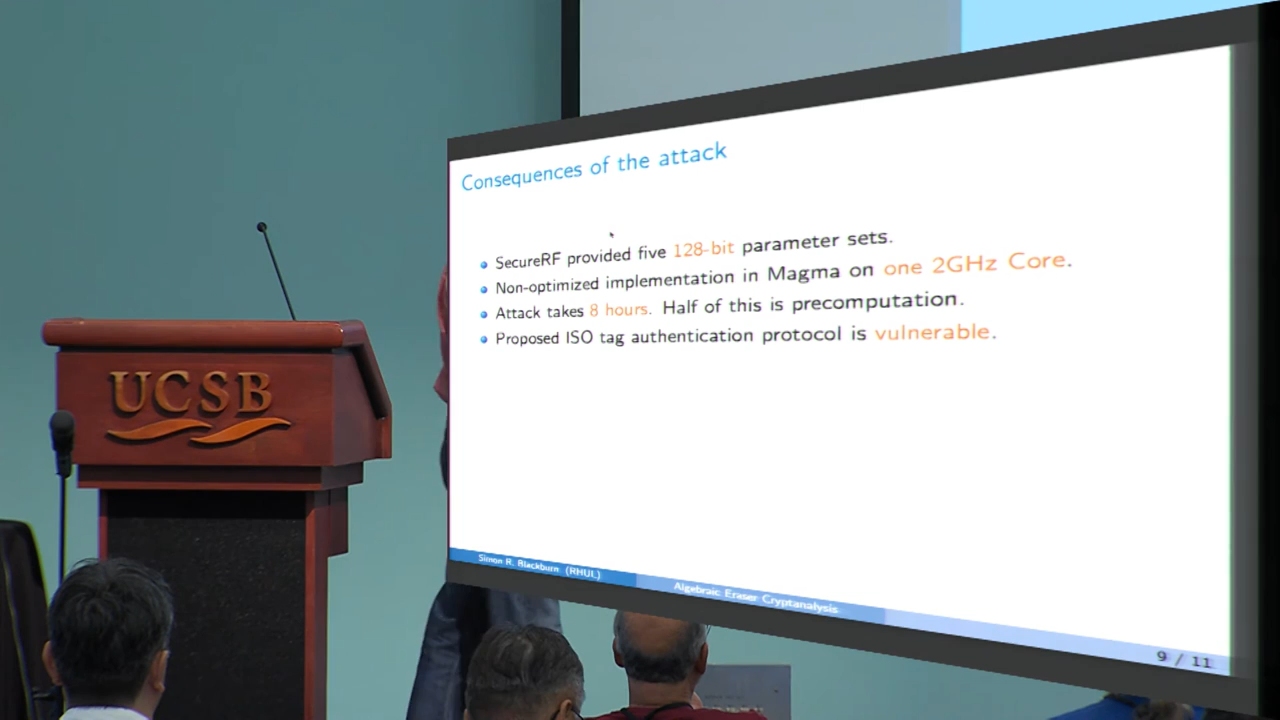 UCSB
Consequences of the attack
SecureRF provided five 128-bit parameter sets.
Non-optimized implementation in Magma on one 2GHz Core.
Attack takes 8 hours. Half of this is precomputation.
Proposed ISO tag authentication protocol is vulnerable.
Simon R. Blackburn (RHUL)
Algebraic Eraser Cryptanalysis
9 / 11